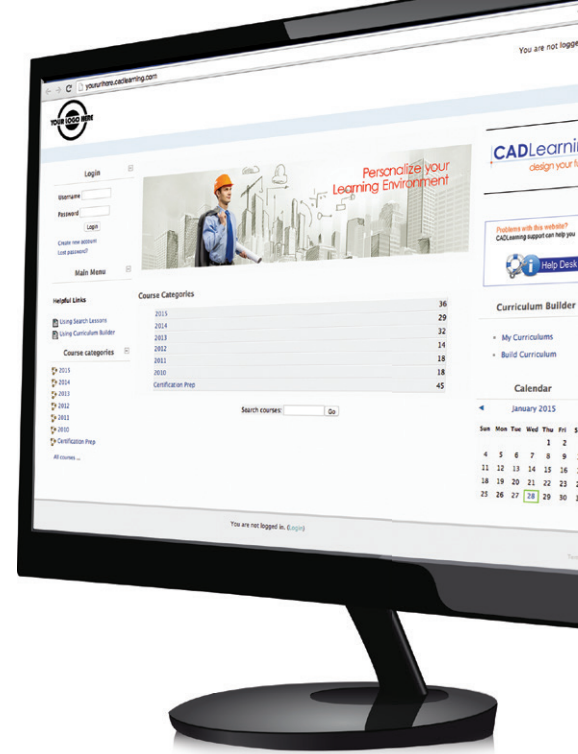 You are not logge
yoururlhere.cadlearning.com
YOUR LOGO HERE
Login
Username
Password
Login
Create new account
Lost password?
Main Menu
Helpful Links
Using Search Lessons
Using Curriculum Builder
Course categories
2015
2014
2013
2012
2011
2010
Certification Prep
All courses ...
Personalize your
Learning Environment
Course Categories
2015 36
2014 29
2013 32
2012 14
2011 18
2010 18
Certification Prep 45
Search courses: Go
CADLearnin
design your fu
Problems with this website?
CADLearning support can help you
Help Desk
Curriculum Builder
My Curriculums
Build Curriculum
Calendar
January 2015
Sun Mon Tue Wed Thu Fri S
1 2
4 5 6 7 8 9
11 12 13 14 15 16
18 19 20 21 22 23 2
25 26 27 28 29 30
You are not logged in. (Login)